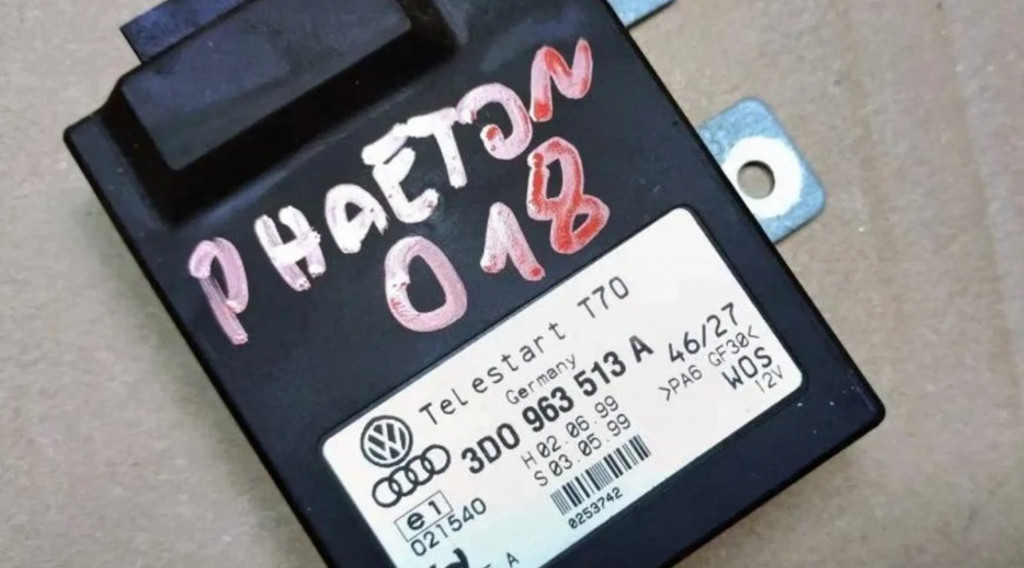 PHAETON
018
Telestart T70
Germany
3D0 963 513 A 46/27
H 02.06.99 >PA6 GF30<
S 03.05.99 WOS
12V
e1
021540
0253742